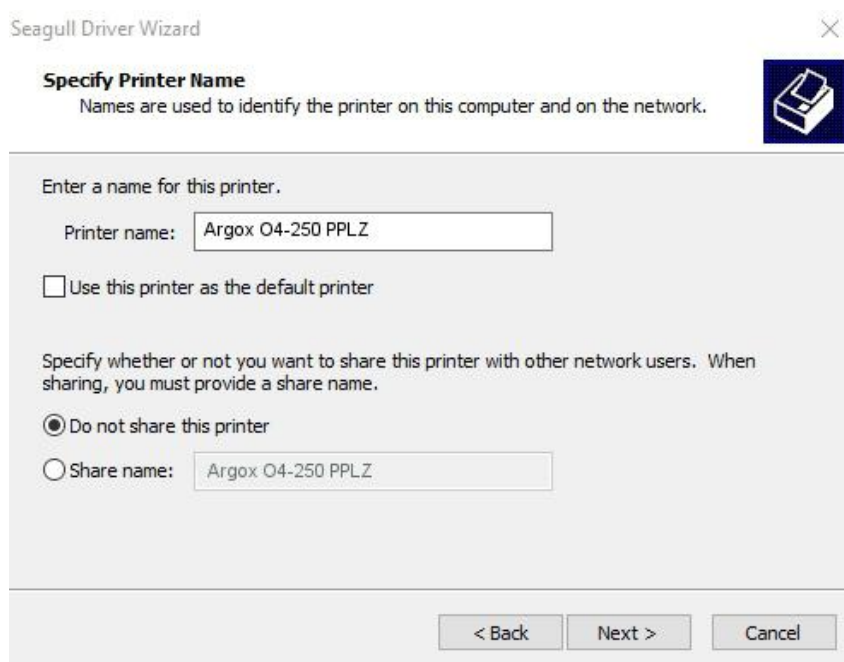 Seagull Driver Wizard
Specify Printer Name
Names are used to identify the printer on this computer and on the network.
Enter a name for this printer.
Printer name: Argox O4-250 PPLZ
Use this printer as the default printer
Specify whether or not you want to share this printer with other network users. When
sharing, you must provide a share name.
Do not share this printer
Share name: Argox O4-250 PPLZ
< Back Next > Cancel